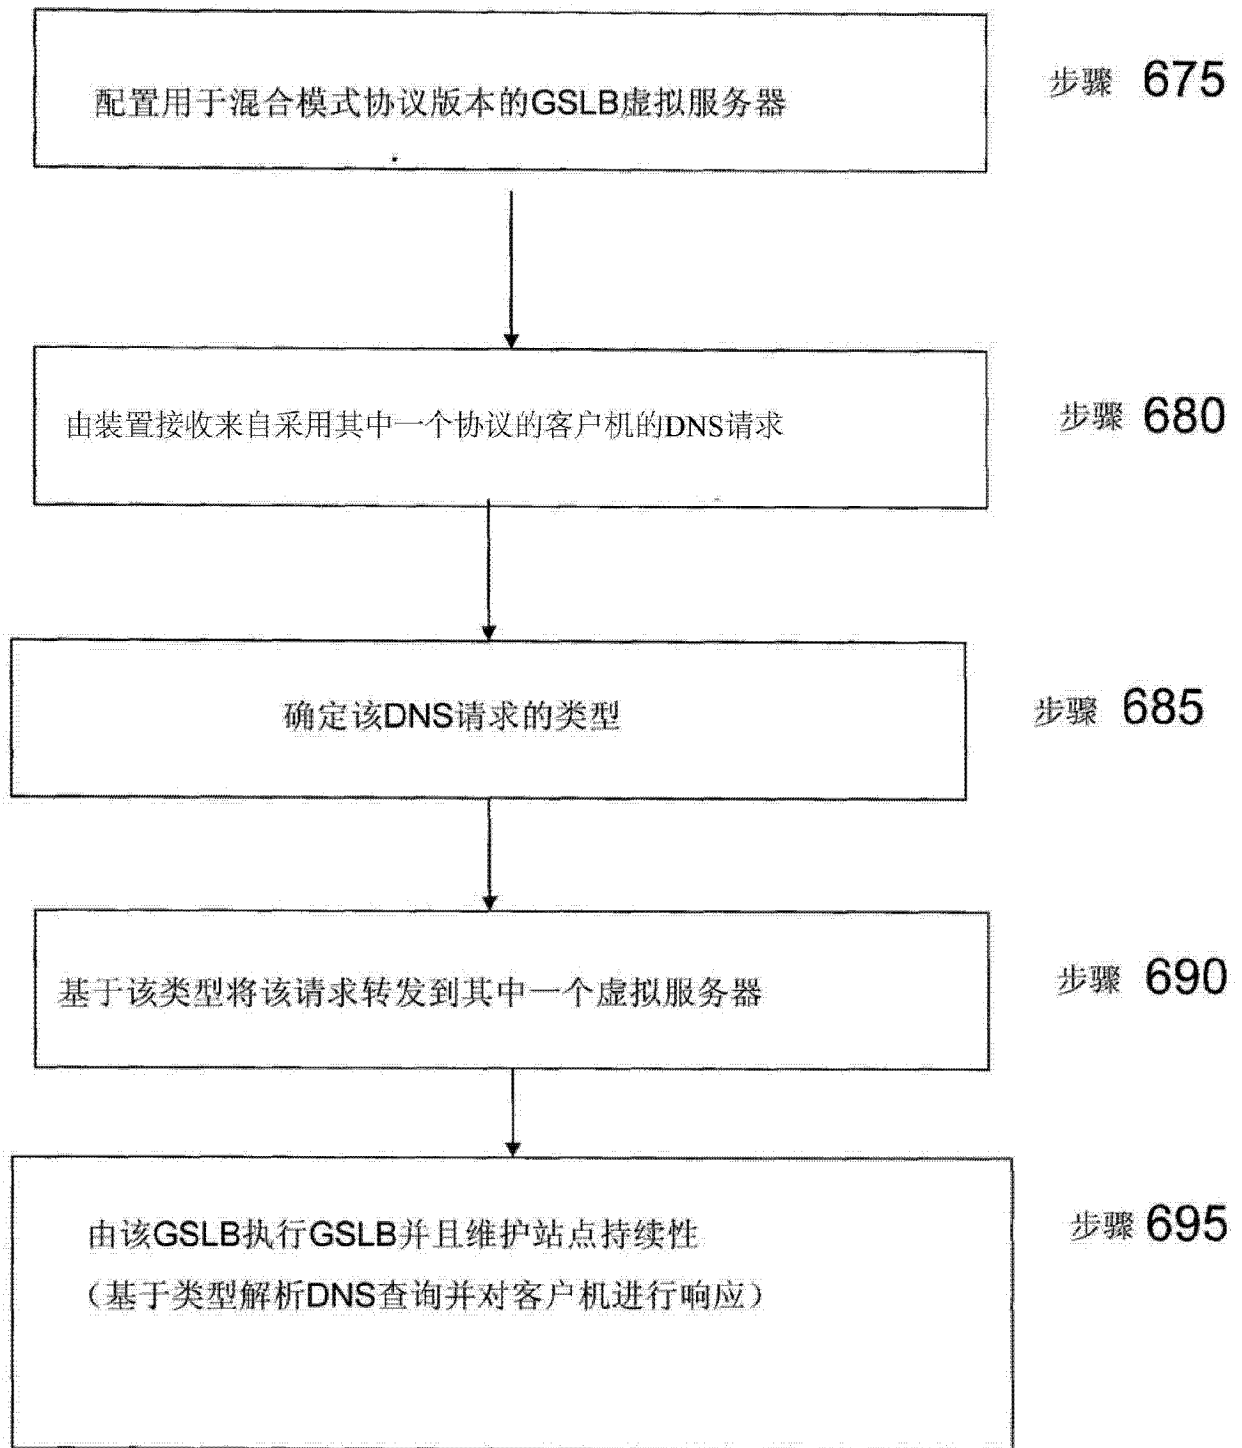 配置用于混合模式协议版本的GSLB虚拟服务器
步骤 675
由装置接收来自采用其中一个协议的客户机的DNS请求
步骤 680
确定该DNS请求的类型
步骤 685
基于该类型将该请求转发到其中一个虚拟服务器
步骤 690
由该GSLB执行GSLB并且维护站点持续性
步骤 695
（基于类型解析DNS查询并对客户机进行响应）